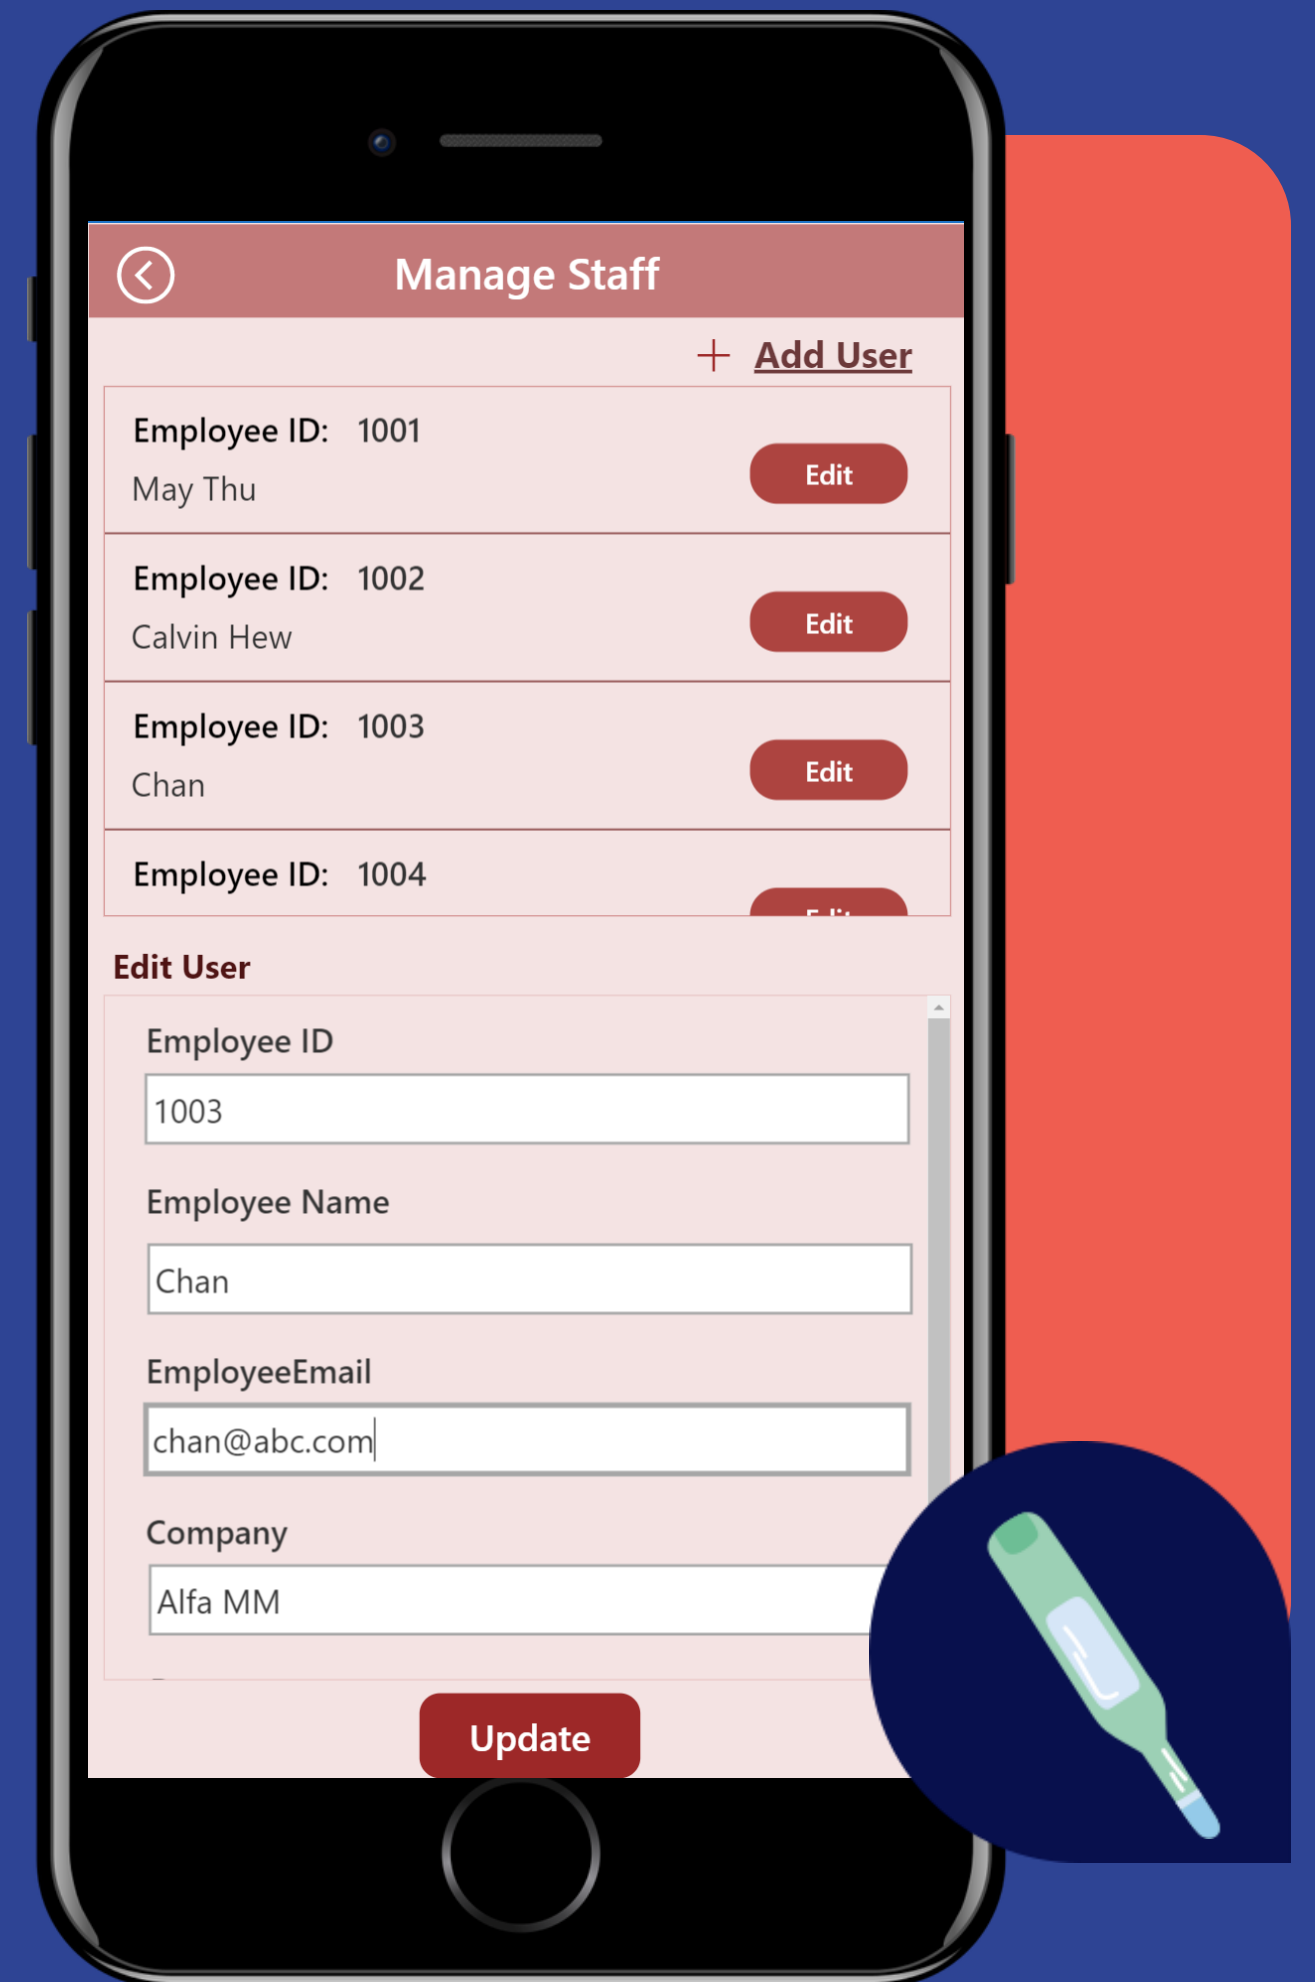 Manage Staff
+ Add User
Employee ID: 1001
May Thu
Edit
Employee ID: 1002
Calvin Hew
Edit
Employee ID: 1003
Chan
Edit
Employee ID: 1004
Edit
Edit User
Employee ID
1003
Employee Name
Chan
EmployeeEmail
chan@abc.com
Company
Alfa MM
Update